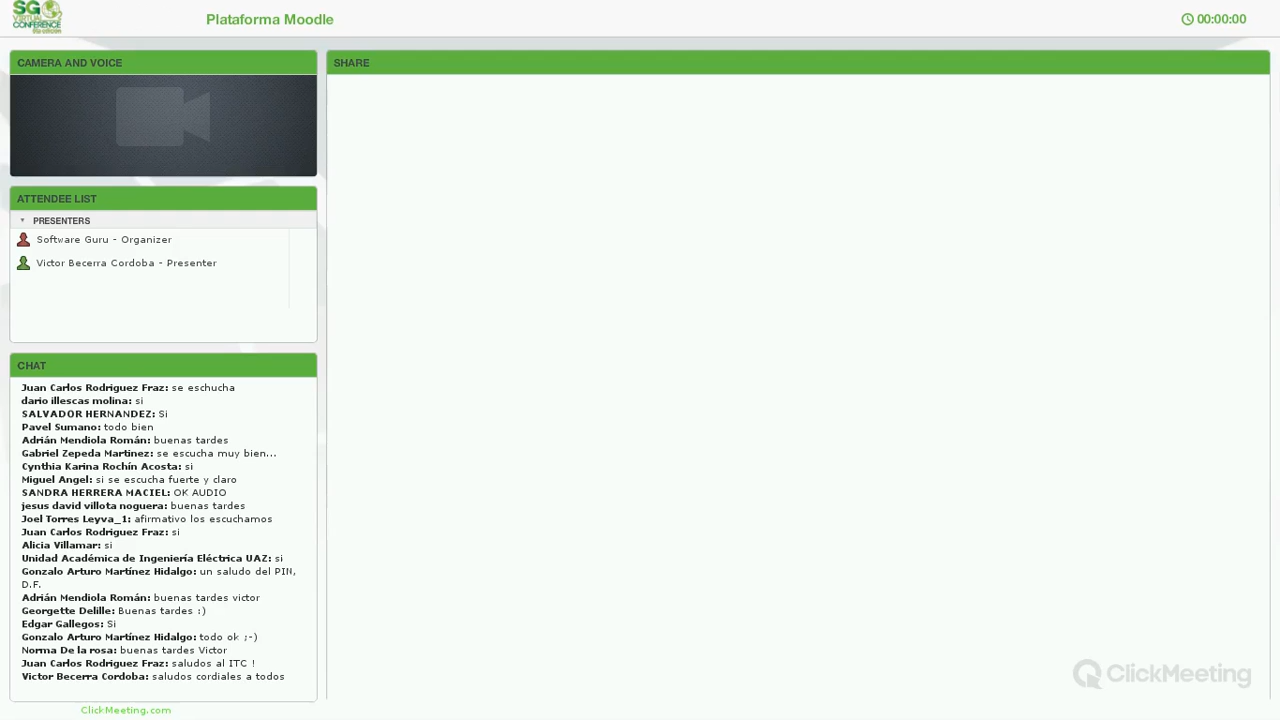 SG
VIRTUAL
CONFERENCE
Plataforma Moodle
00:00:00
CAMERA AND VOICE
SHARE
ATTENDEE LIST
PRESENTERS
Software Guru - Organizer
Victor Becerra Cordoba - Presenter
CHAT
Juan Carlos Rodriguez Fraz: se eschucha
dario illescas molina: si
SALVADOR HERNANDEZ: Si
Pavel Sumano: todo bien
Adrián Mendiola Román: buenas tardes
Gabriel Zepeda Martinez: se escucha muy bien...
Cynthia Karina Rochín Acosta: si
Miguel Angel: si se escucha fuerte y claro
SANDRA HERRERA MACIEL: OK AUDIO
jesus david villota noguera: buenas tardes
Joel Torres Leyva_1: afirmativo los escuchamos
Juan Carlos Rodriguez Fraz: si
Alicia Villamar: si
Unidad Académica de Ingeniería Eléctrica UAZ: si
Gonzalo Arturo Martínez Hidalgo: un saludo del PIN,
D.F.
Adrián Mendiola Román: buenas tardes victor
Georgette Delille: Buenas tardes :)
Edgar Gallegos: Si
Gonzalo Arturo Martínez Hidalgo: todo ok ;-)
Norma De la rosa: buenas tardes Victor
Juan Carlos Rodriguez Fraz: saludos al ITC !
Victor Becerra Cordoba: saludos cordiales a todos
ClickMeeting
ClickMeeting.com